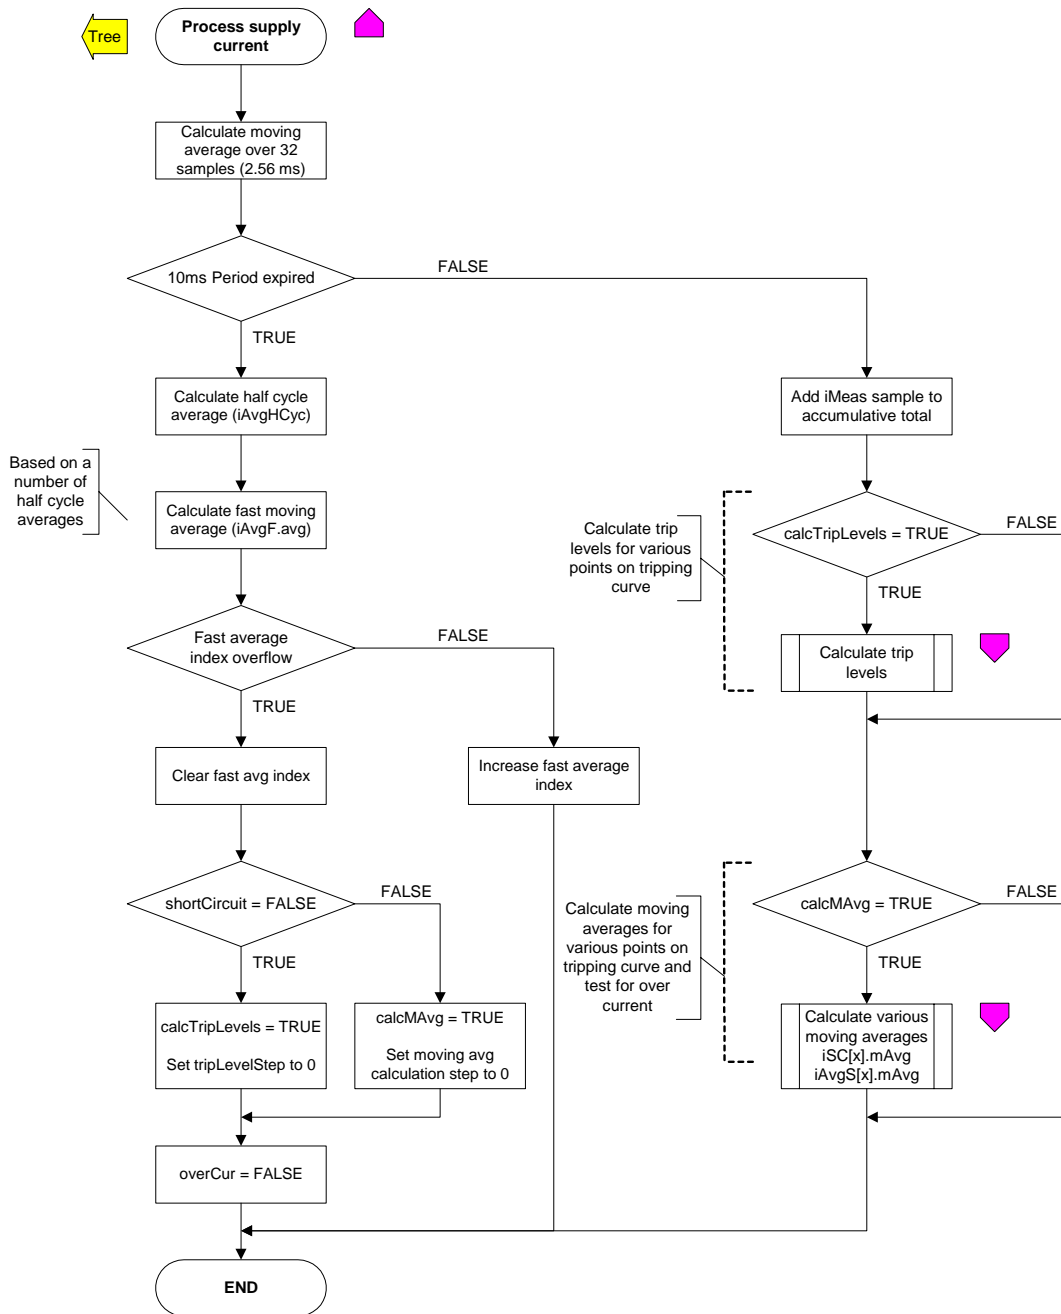 Tree
Process supply
current
Calculate moving
average over 32
samples (2.56 ms)
10ms Period expired
FALSE
TRUE
Calculate half cycle
average (iAvgHCyc)
Add iMeas sample to
accumulative total
Based on a
number of
half cycle
averages
Calculate fast moving
average (iAvgF.avg)
Calculate trip
levels for various
points on tripping
curve
calcTripLevels = TRUE
FALSE
TRUE
Fast average
index overflow
FALSE
TRUE
Calculate trip
levels
Clear fast avg index
Increase fast average
index
shortCircuit = FALSE
FALSE
TRUE
Calculate moving
averages for
various points on
tripping curve and
test for over
current
calcMAvg = TRUE
FALSE
TRUE
calcTripLevels = TRUE
Set tripLevelStep to 0
calcMAvg = TRUE
Set moving avg
calculation step to 0
Calculate various
moving averages
iSC[x].mAvg
iAvgS[x].mAvg
overCur = FALSE
END